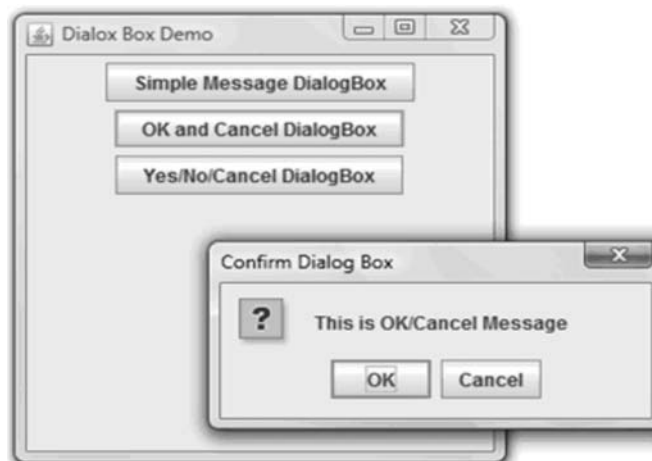 Dialox Box Demo
Simple Message DialogBox
OK and Cancel DialogBox
Yes/No/Cancel DialogBox
Confirm Dialog Box
?
This is OK/Cancel Message
OK
Cancel